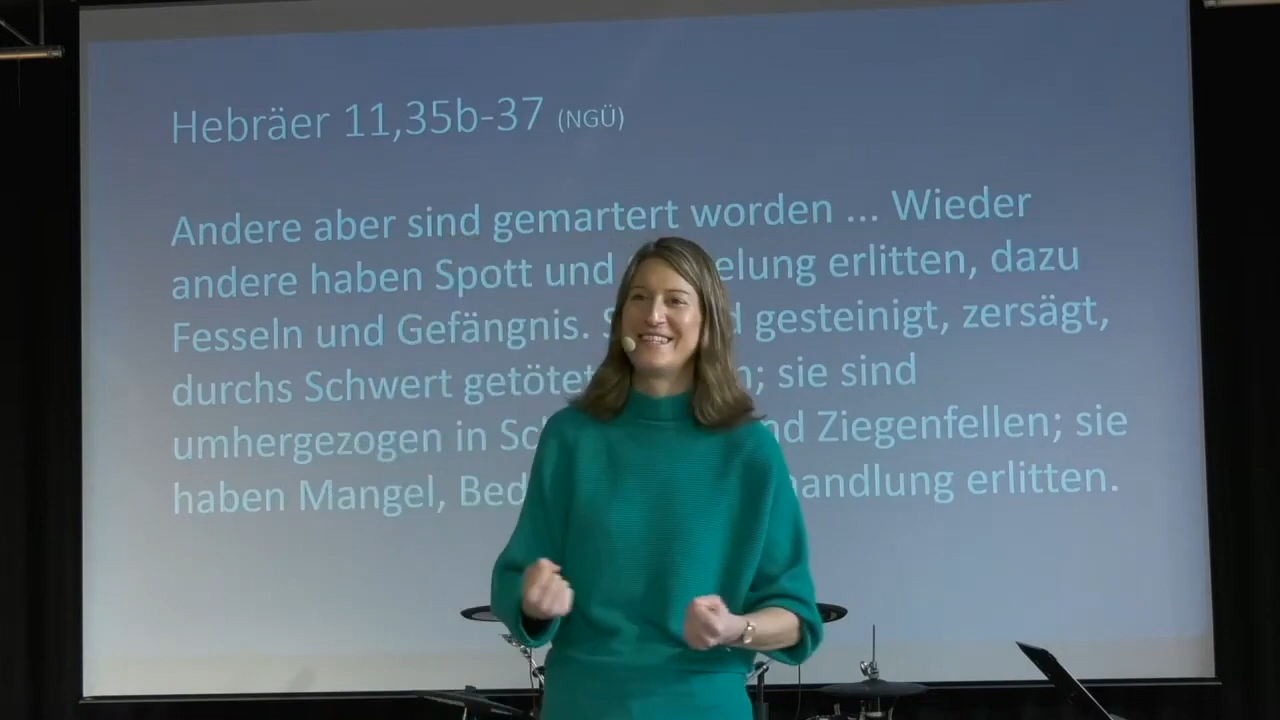 Hebräer 11,35b-37 (NGÜ)
Andere aber sind gemartert worden ... Wieder
andere haben Spott und erlitten, dazu
Fesseln und Gefängnis. gesteinigt, zersägt,
durchs Schwert sie sind
umhergezogen in Ziegenfellen; sie
haben Mangel, erlitten.